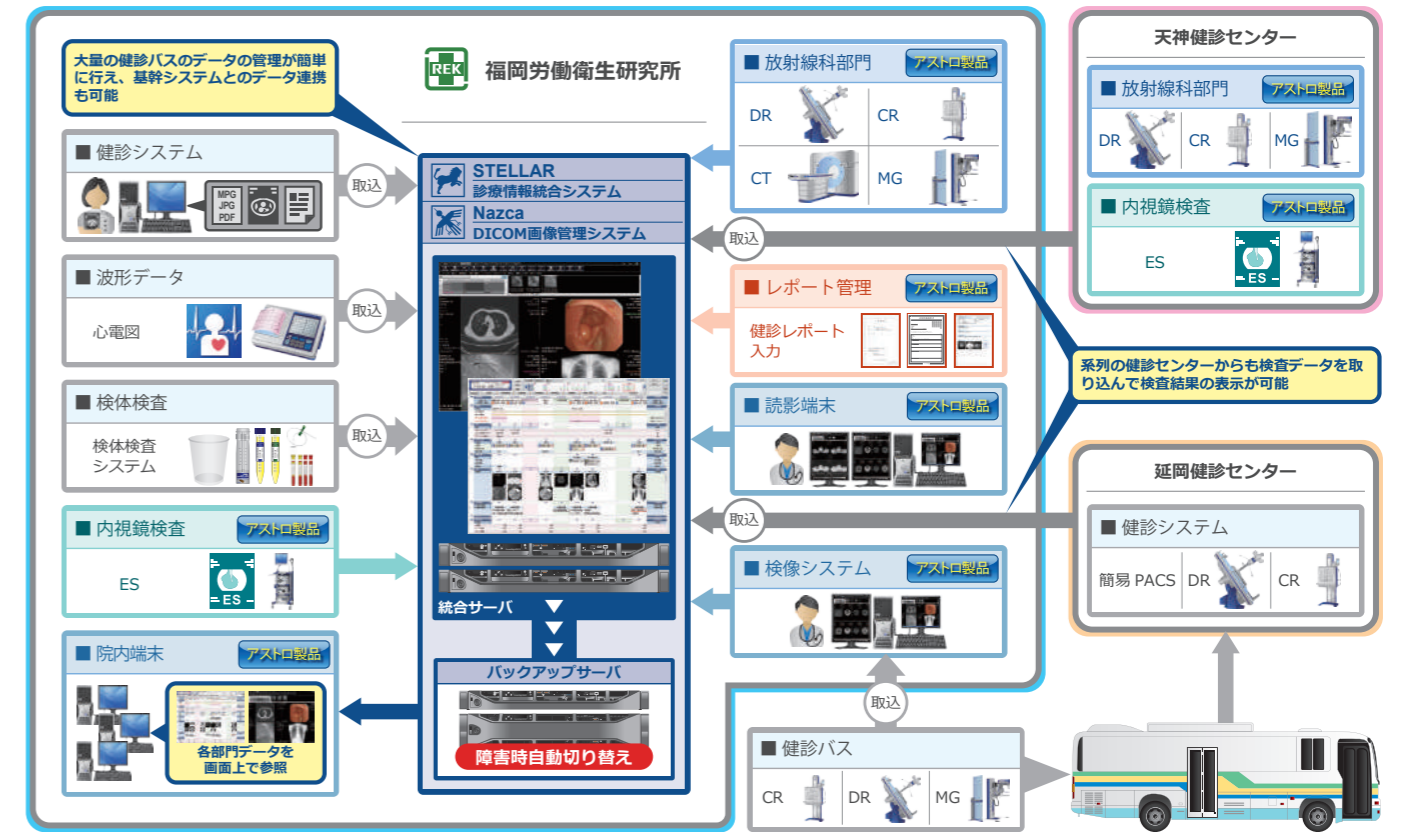 大量の健診バスのデータの管理が簡単
に行え、基幹システムとのデータ連携
も可能
REK
福岡労働衛生研究所
■ 健診システム
MPG
JPG
PDF
取込
■ 波形データ
心電図
取込
■ 検体検査
検体検査
システム
取込
■ 内視鏡検査
アストロ製品
ES
ES
■ 院内端末
アストロ製品
各部門データを
画面上で参照
STELLAR
診療情報統合システム
Nazca
DICOM画像管理システム
統合サーバ
バックアップサーバ
障害時自動切り替え
■ 放射線科部門
アストロ製品
DR
CR
CT
MG
取込
■ レポート管理
アストロ製品
健診レポート
入力
■ 読影端末
アストロ製品
取込
■ 検像システム
アストロ製品
取込
■ 健診バス
CR
DR
MG
天神健診センター
■ 放射線科部門
アストロ製品
DR
CR
MG
■ 内視鏡検査
アストロ製品
ES
ES
系列の健診センターからも検査データを取
り込んで検査結果の表示が可能
延岡健診センター
■ 健診システム
簡易 PACS
DR
CR